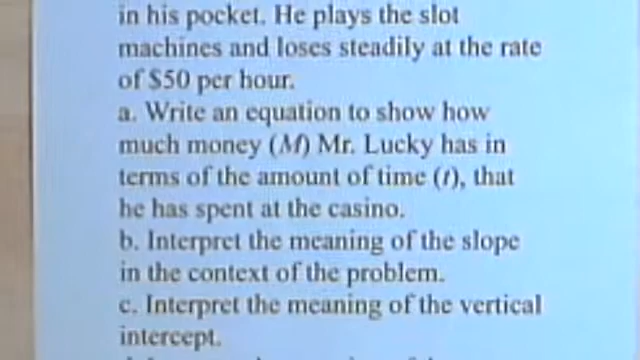 in his pocket. He plays the slot
machines and loses steadily at the rate
of $50 per hour.
a. Write an equation to show how
much money (M) Mr. Lucky has in
terms of the amount of time (t), that
he has spent at the casino.
b. Interpret the meaning of the slope
in the context of the problem.
c. Interpret the meaning of the vertical
intercept.